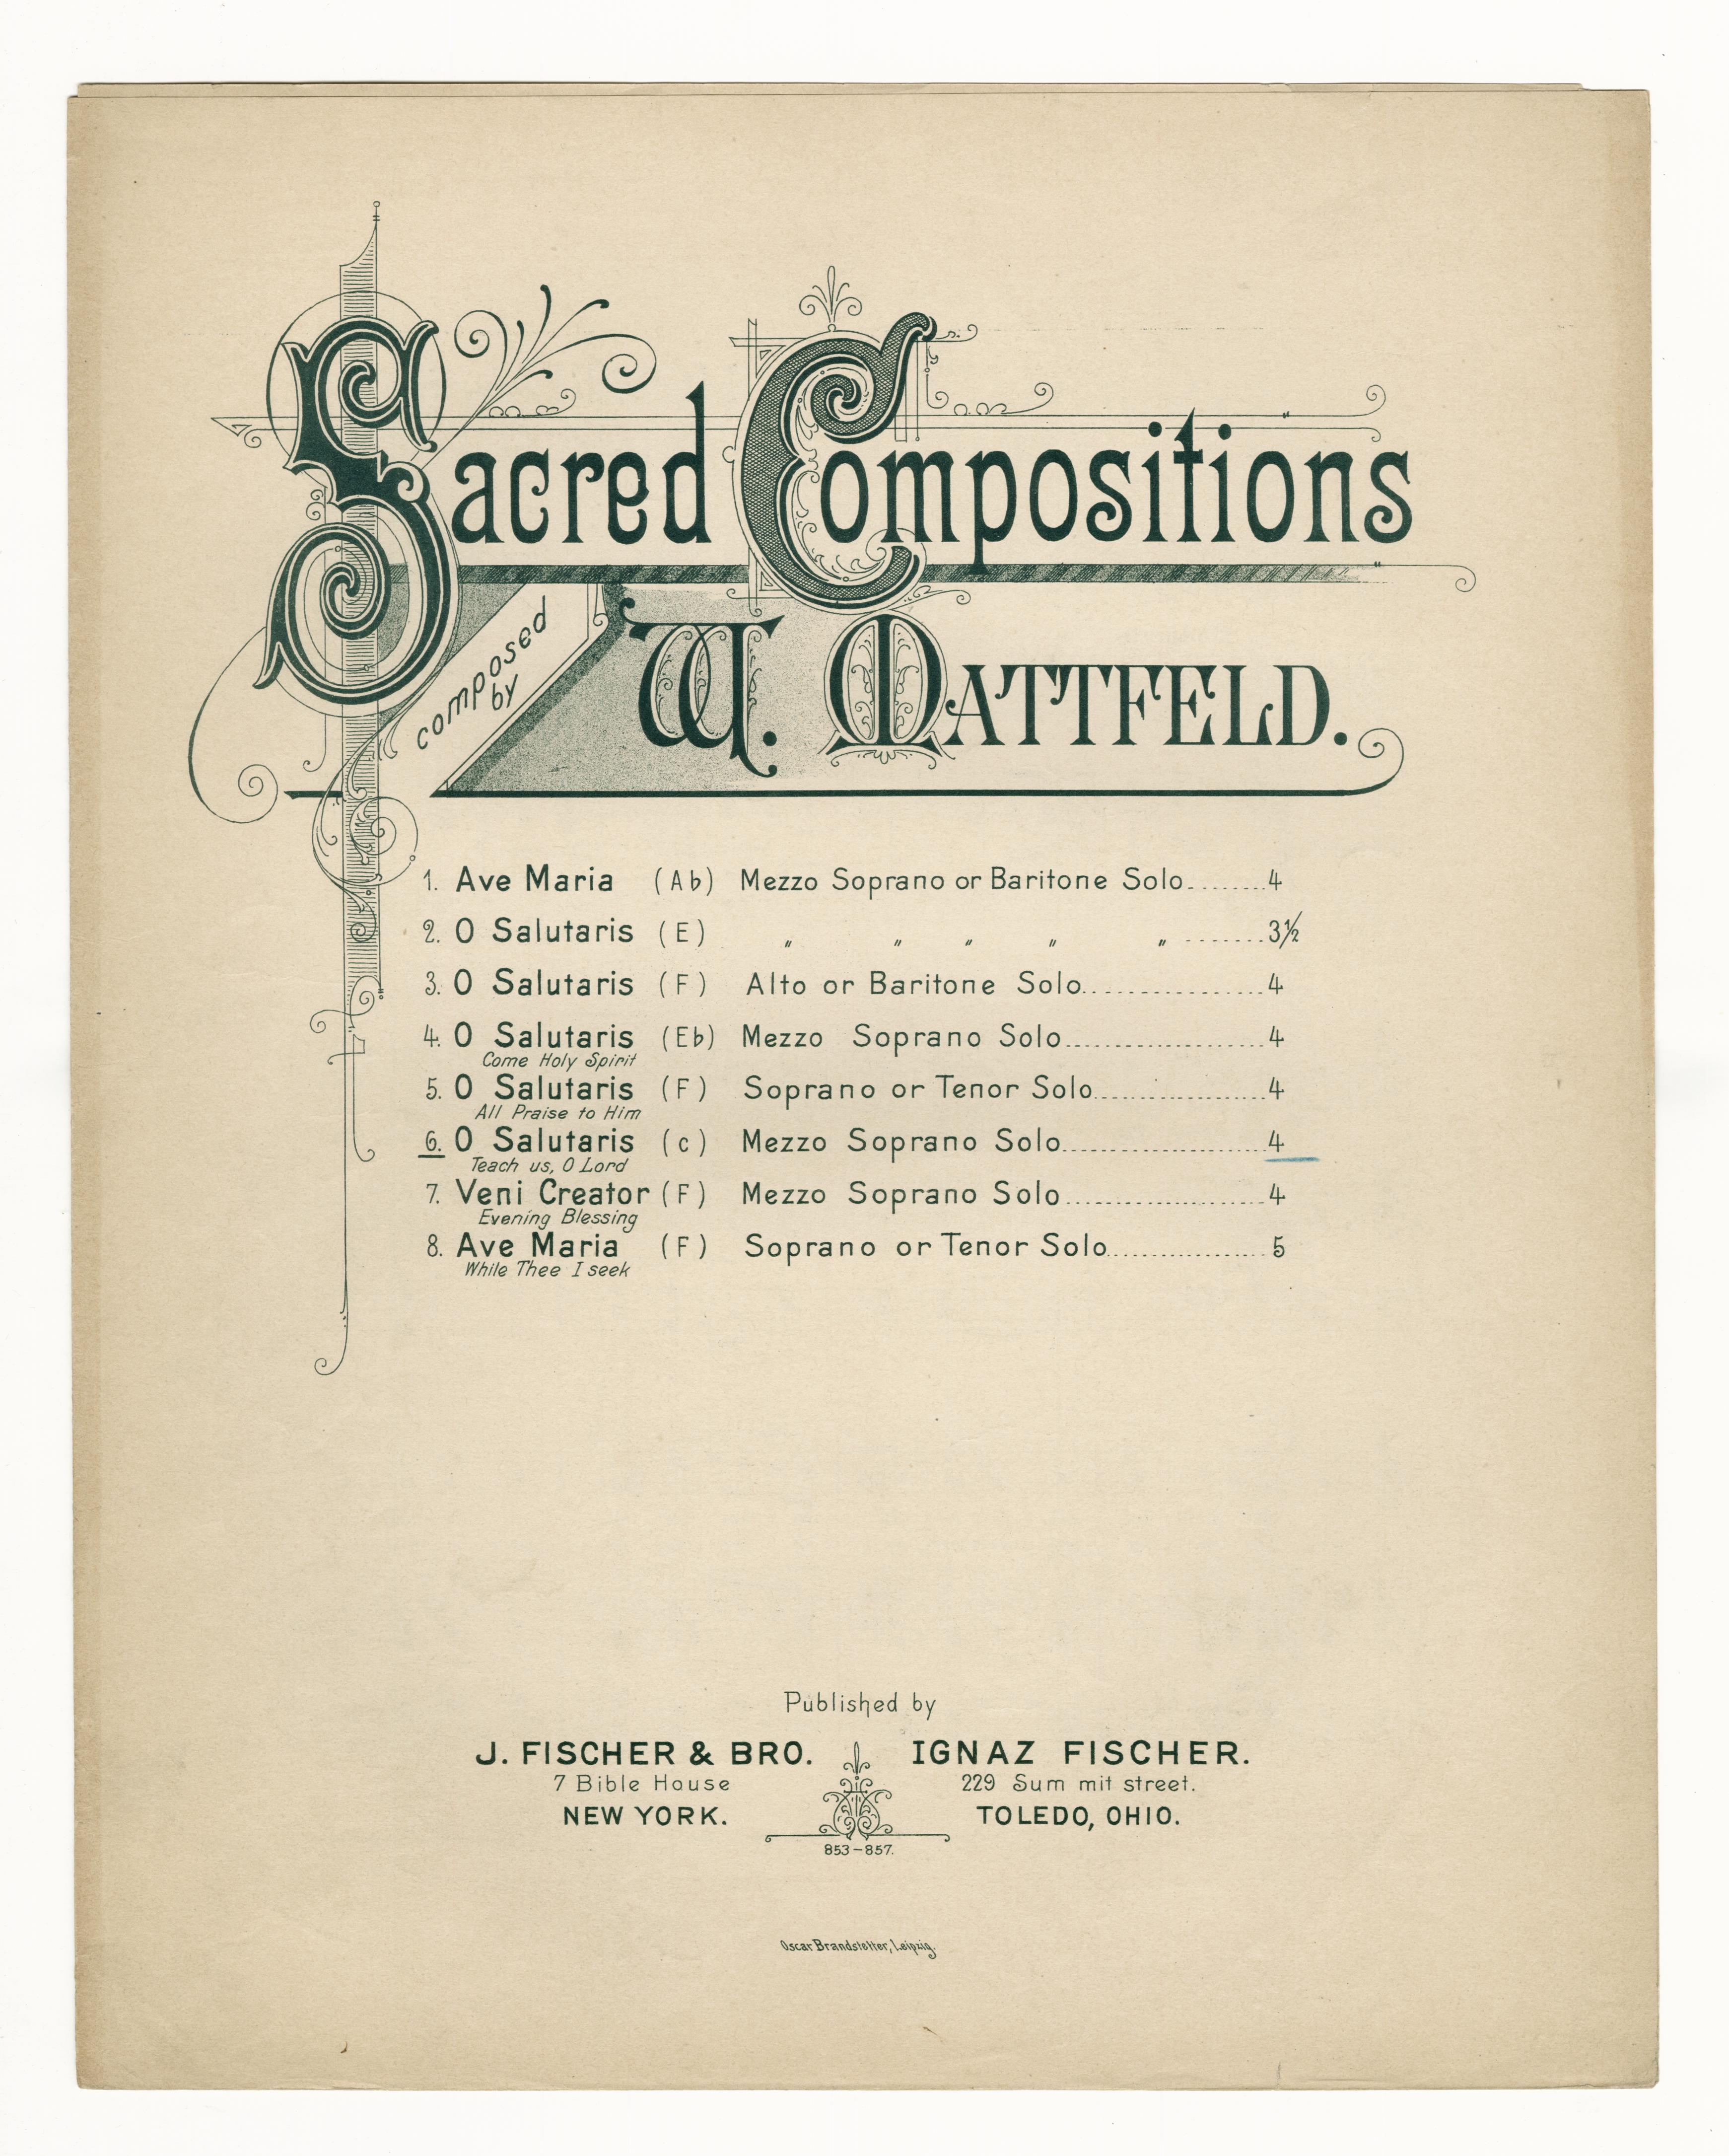 Sacred Compositions
composed
by
W. MATTFELD.
1. Ave Maria (Ab) Mezzo Soprano or Baritone Solo........4
2. O Salutaris (E) " " " " " .......3½
3. O Salutaris (F) Alto or Baritone Solo..................4
4. O Salutaris (Eb) Mezzo Soprano Solo....................4
Come Holy Spirit
5. O Salutaris (F) Soprano or Tenor Solo.................4
All Praise to Him
6. O Salutaris (c) Mezzo Soprano Solo....................4
Teach us, O Lord
7. Veni Creator (F) Mezzo Soprano Solo....................4
Evening Blessing
8. Ave Maria (F) Soprano or Tenor Solo................5
While Thee I seek
Published by
J. FISCHER & BRO. IGNAZ FISCHER.
7 Bible House 229 Sum mit street.
NEW YORK. TOLEDO, OHIO.
853–857.
Oscar Brandstetter, Leipzig.